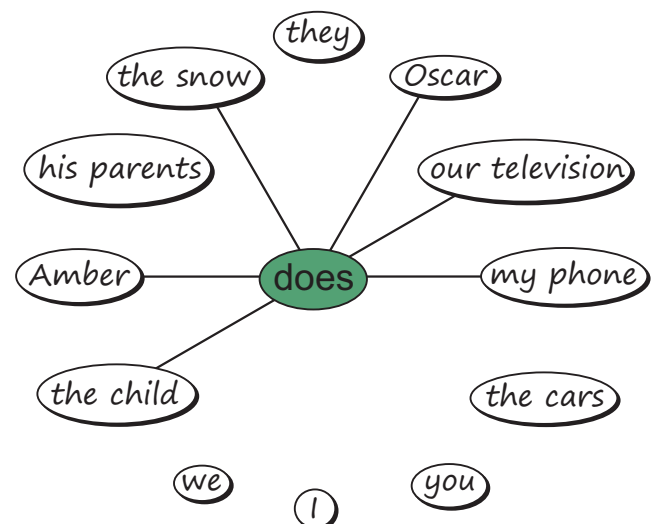 they
the snow
Oscar
his parents
our television
Amber
does
my phone
the child
the cars
we
you
I